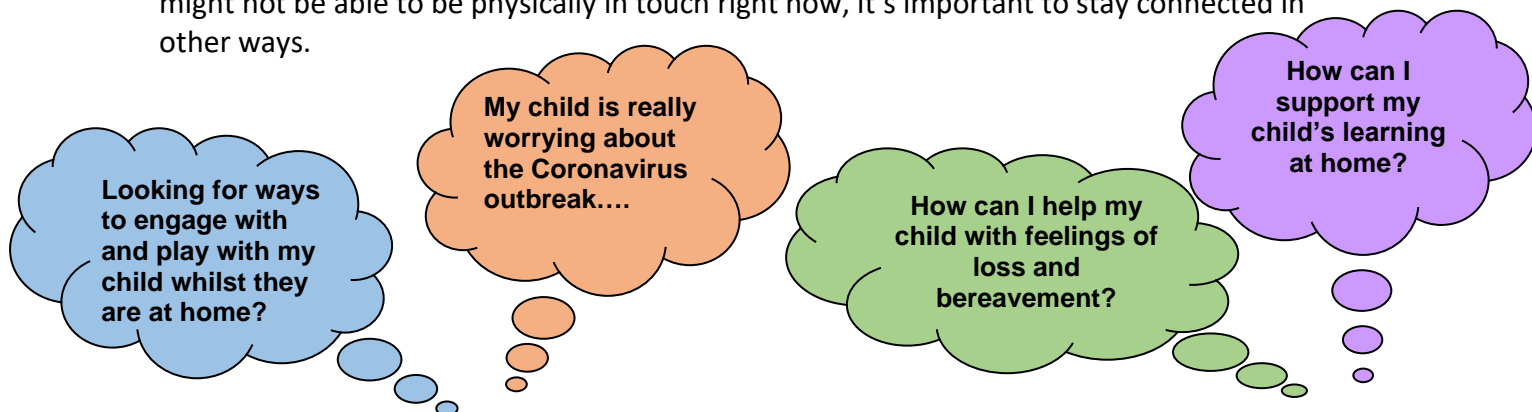 might not be able to be physically in touch right now, it's important to stay connected in
other ways.
Looking for ways
to engage with
and play with my
child whilst they
are at home?
My child is really
worrying about
the Coronavirus
outbreak….
How can I help my
child with feelings of
loss and
bereavement?
How can I
support my
child's learning
at home?